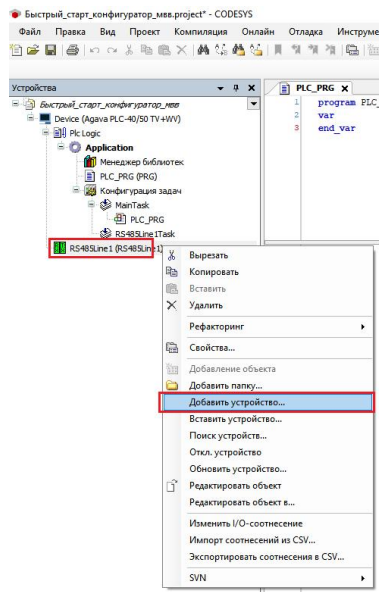 Быстрый_старт_конфигуратор_мвв.project* - CODESYS
Файл Правка Вид Проект Компиляция Онлайн Отладка Инструме
Устройства
PLC_PRG
Быстрый_старт_конфигуратор_мвв
1 program PLC_
Device (Agava PLC-40/50 TV+WV)
2 var
Plc Logic
3 end_var
Application
Менеджер библиотек
PLC_PRG (PRG)
Конфигурация задач
MainTask
PLC_PRG
RS485Line1Task
RS485Line1 (RS485Line1)
Вырезать
Копировать
Вставить
Удалить
Рефакторинг
Свойства...
Добавление объекта
Добавить папку...
Добавить устройство...
Вставить устройство...
Поиск устройств...
Откл. устройство
Обновить устройство...
Редактировать объект
Редактировать объект в...
Изменить I/O-соотнесение
Импорт соотнесений из CSV...
Экспортировать соотнесения в CSV...
SVN